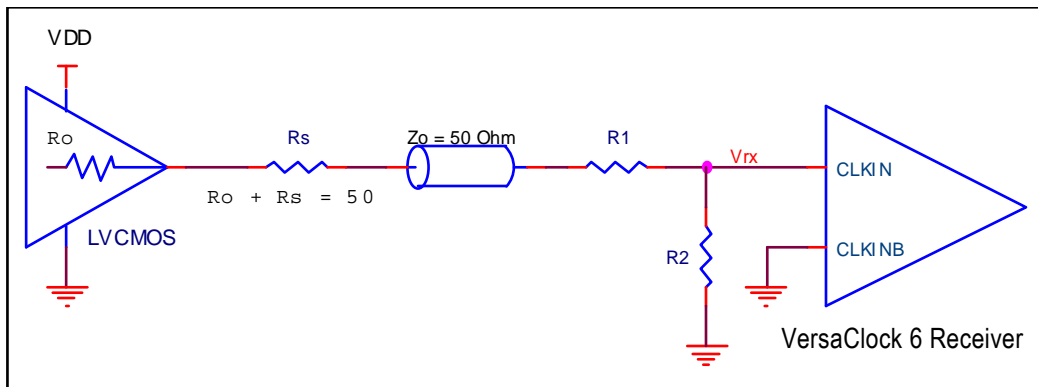 VDD
Ro
Rs
Zo = 50 Ohm
R1
Vrx
CLKIN
Ro + Rs = 50
LVCMOS
R2
CLKINB
VersaClock 6 Receiver